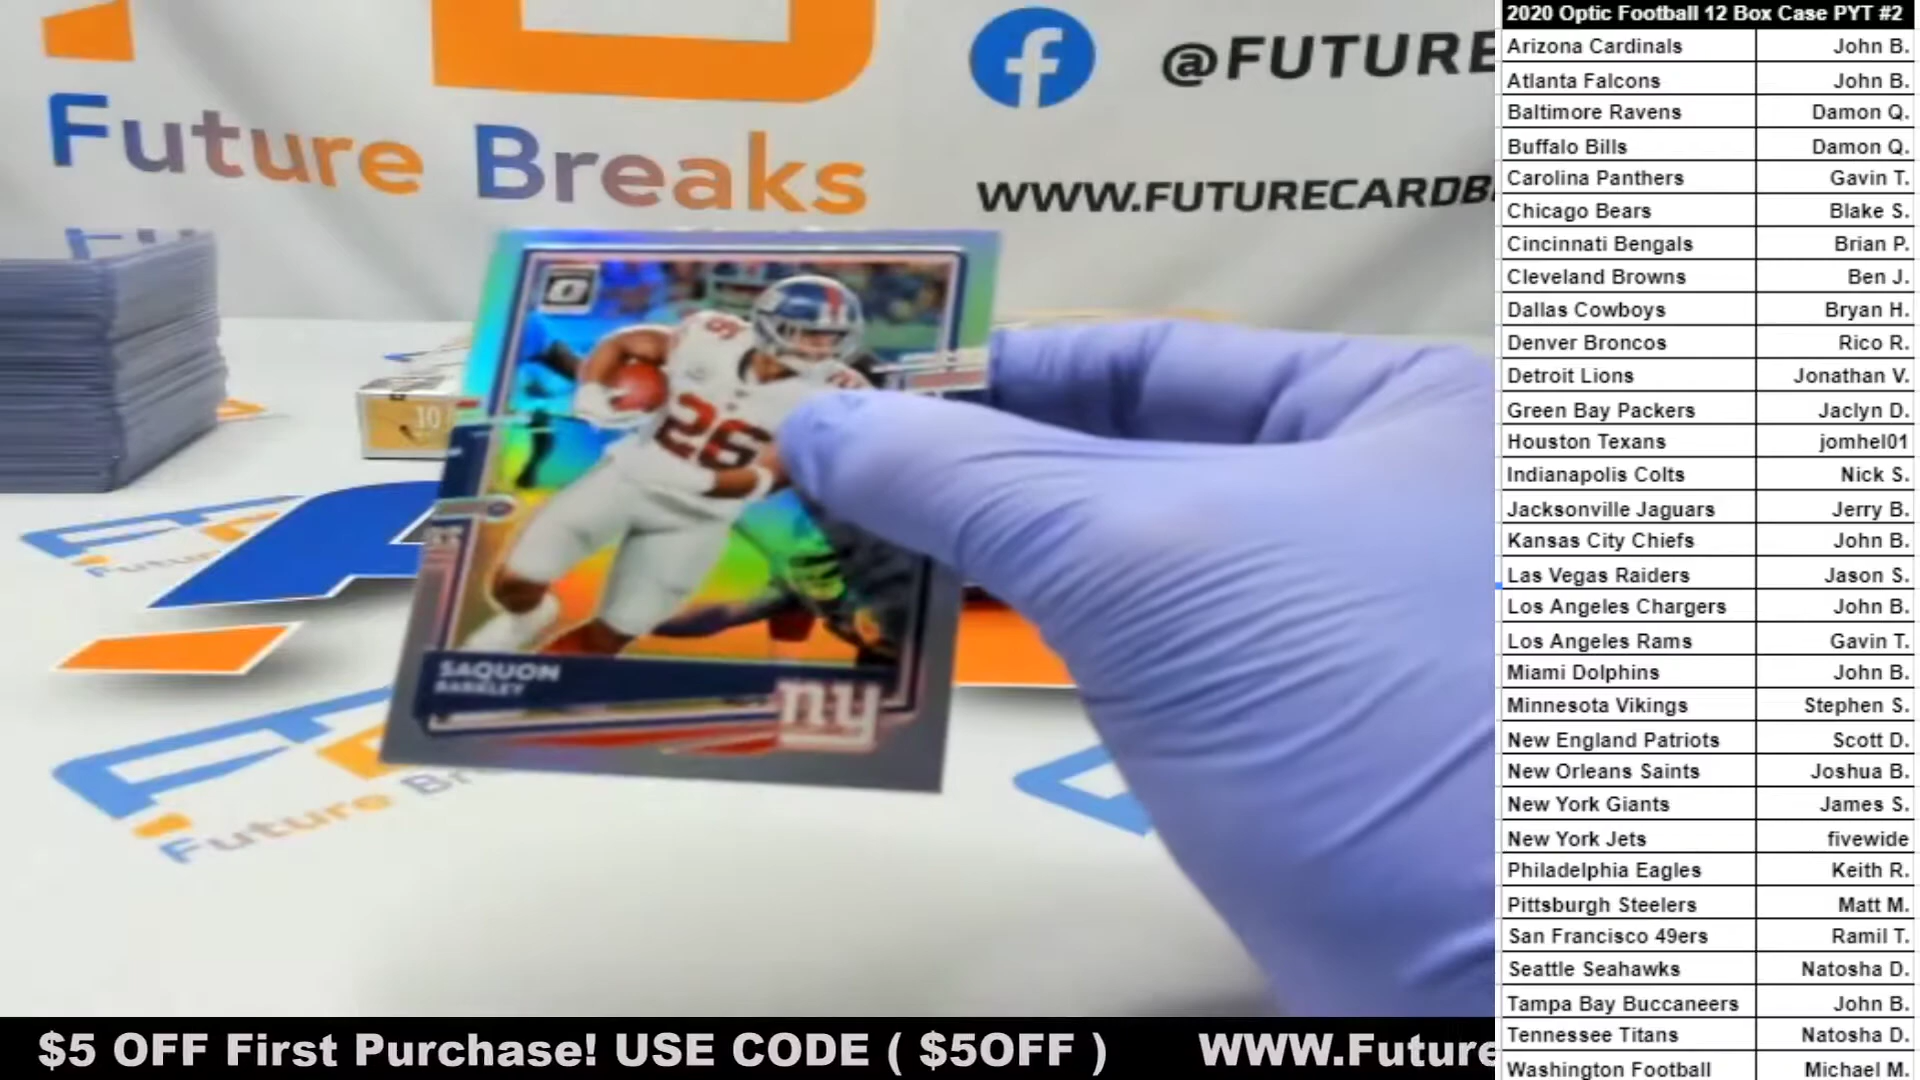 Future Breaks
@FUTURE
WWW.FUTURECARDB
10
26
SAQUON
BARKLEY
ny
Future
Future Br
$5 OFF First Purchase! USE CODE ( $5OFF )
WWW.Future
2020 Optic Football 12 Box Case PYT #2
Arizona Cardinals John B.
Atlanta Falcons John B.
Baltimore Ravens Damon Q.
Buffalo Bills Damon Q.
Carolina Panthers Gavin T.
Chicago Bears Blake S.
Cincinnati Bengals Brian P.
Cleveland Browns Ben J.
Dallas Cowboys Bryan H.
Denver Broncos Rico R.
Detroit Lions Jonathan V.
Green Bay Packers Jaclyn D.
Houston Texans jomhel01
Indianapolis Colts Nick S.
Jacksonville Jaguars Jerry B.
Kansas City Chiefs John B.
Las Vegas Raiders Jason S.
Los Angeles Chargers John B.
Los Angeles Rams Gavin T.
Miami Dolphins John B.
Minnesota Vikings Stephen S.
New England Patriots Scott D.
New Orleans Saints Joshua B.
New York Giants James S.
New York Jets fivewide
Philadelphia Eagles Keith R.
Pittsburgh Steelers Matt M.
San Francisco 49ers Ramil T.
Seattle Seahawks Natosha D.
Tampa Bay Buccaneers John B.
Tennessee Titans Natosha D.
Washington Football Michael M.